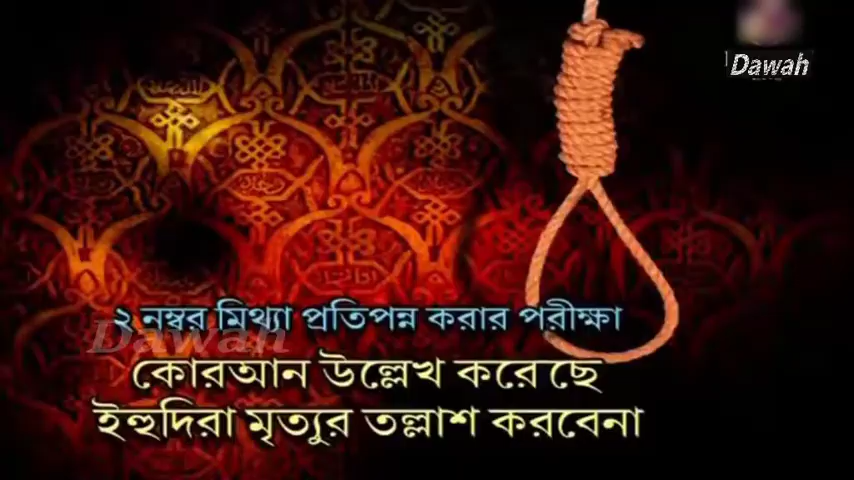 Dawah
২ নম্বর মিথ্যা প্রতিপন্ন করার পরীক্ষা
Dawah
কোরআন উল্লেখ করেছে
ইহুদিরা মৃত্যুর তল্লাশ করবেনা